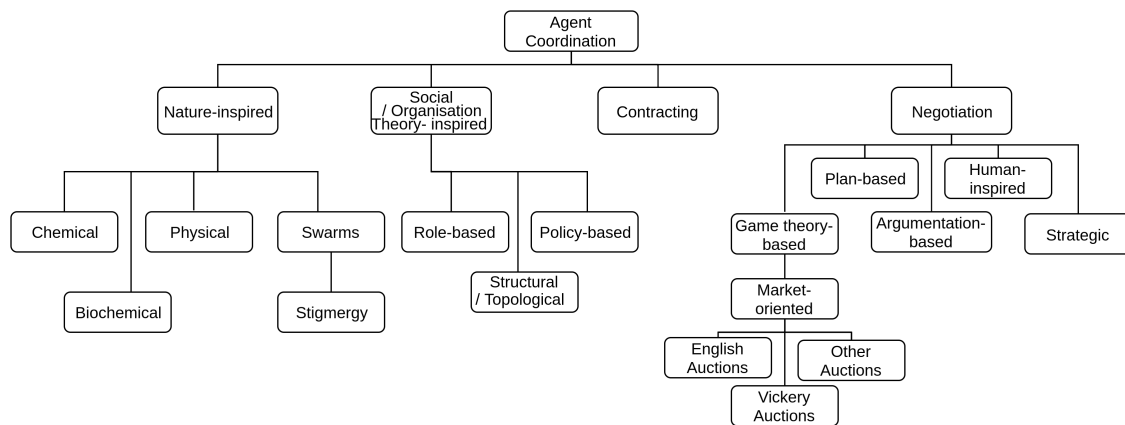 Agent
Coordination
Nature-inspired
Social
/ Organisation
Theory- inspired
Contracting
Negotiation
Plan-based
Human-
inspired
Chemical
Physical
Swarms
Role-based
Policy-based
Game theory-
based
Argumentation-
based
Strategic
Biochemical
Stigmergy
Structural
/ Topological
Market-
oriented
English
Auctions
Other
Auctions
Vickery
Auctions